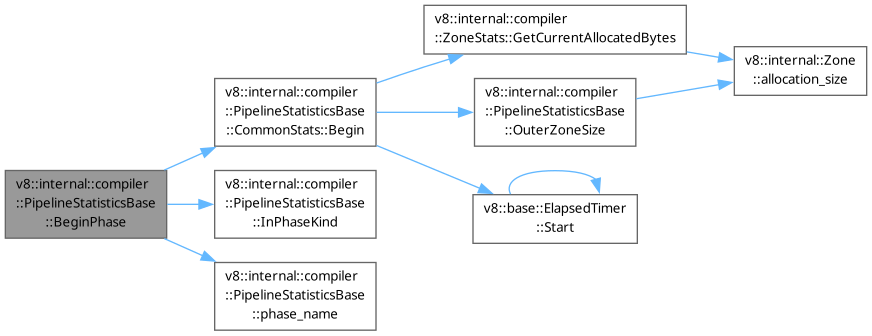 v8::internal::compiler
::ZoneStats::GetCurrentAllocatedBytes
v8::internal::Zone
::allocation_size
v8::internal::compiler
::PipelineStatisticsBase
::CommonStats::Begin
v8::internal::compiler
::PipelineStatisticsBase
::OuterZoneSize
v8::internal::compiler
::PipelineStatisticsBase
::BeginPhase
v8::internal::compiler
::PipelineStatisticsBase
::InPhaseKind
v8::base::ElapsedTimer
::Start
v8::internal::compiler
::PipelineStatisticsBase
::phase_name